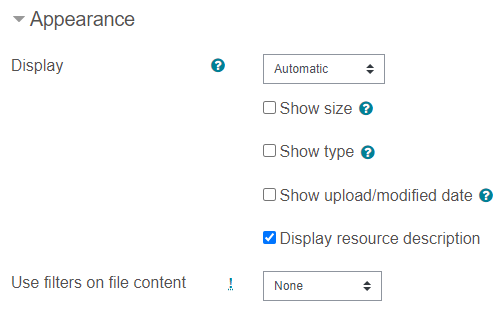 Appearance
Display ? Automatic
Show size ?
Show type ?
Show upload/modified date ?
Display resource description
Use filters on file content ! None